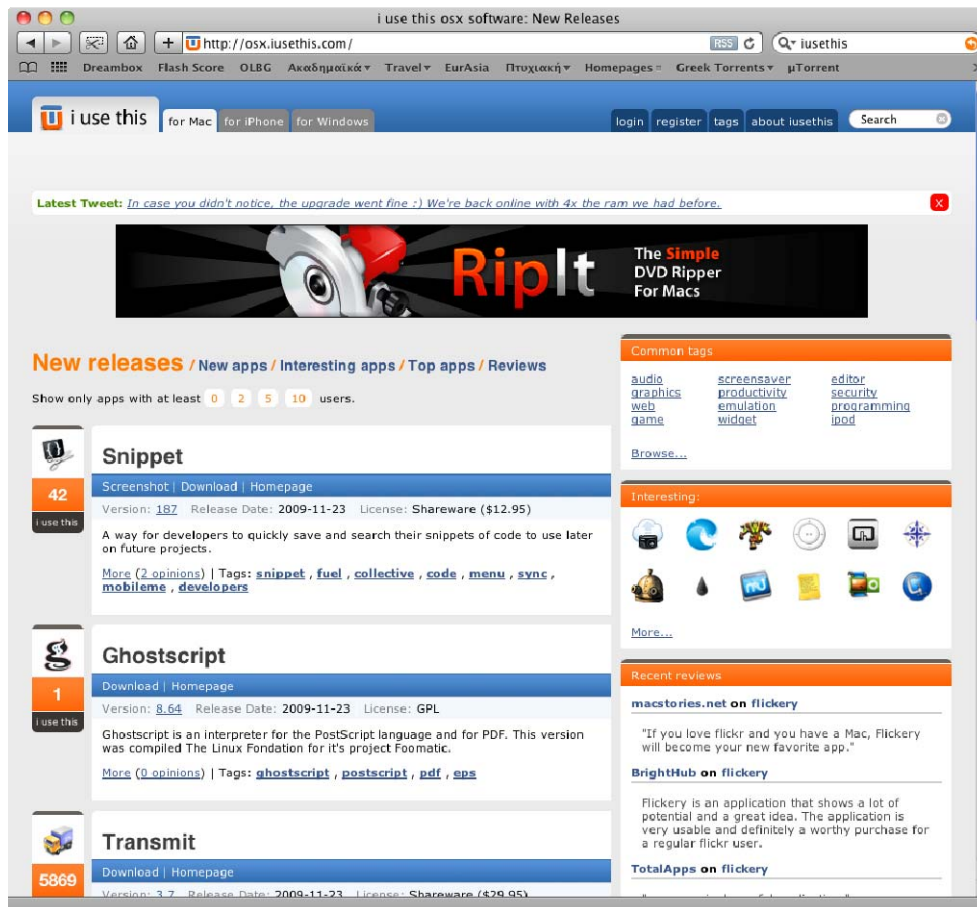 i use this osx software: New Releases
http://osx.iusethis.com/
RSS
iusethis
Dreambox Flash Score OLBG Ακαδημαϊκά Travel EurAsia Πτυχιακή Homepages Greek Torrents μTorrent
i use this
for Mac for iPhone for Windows
login register tags about iusethis Search
Latest Tweet: In case you didn't notice, the upgrade went fine :) We're back online with 4x the ram we had before.
X
RipIt
The Simple
DVD Ripper
For Macs
New releases / New apps / Interesting apps / Top apps / Reviews
Show only apps with at least 0 2 5 10 users.
42
i use this
Snippet
Screenshot | Download | Homepage
Version: 187 Release Date: 2009-11-23 License: Shareware ($12.95)
A way for developers to quickly save and search their snippets of code to use later
on future projects.
More (2 opinions) | Tags: snippet , fuel , collective , code , menu , sync ,
mobileme , developers
1
i use this
Ghostscript
Download | Homepage
Version: 8.64 Release Date: 2009-11-23 License: GPL
Ghostscript is an interpreter for the PostScript language and for PDF. This version
was compiled The Linux Fondation for it's project Foomatic.
More (0 opinions) | Tags: ghostscript , postscript , pdf , eps
5869
Transmit
Download | Homepage
Version: 3.7 Release Date: 2009-11-23 License: Shareware ($29.95)
Common tags
audio screensaver editor
graphics productivity security
web emulation programming
game widget ipod
Browse...
Interesting:
More...
Recent reviews
macstories.net on flickery
"If you love flickr and you have a Mac, Flickery
will become your new favorite app."
BrightHub on flickery
Flickery is an application that shows a lot of
potential and a great idea. The application is
very usable and definitely a worthy purchase for
a regular flickr user.
TotalApps on flickery